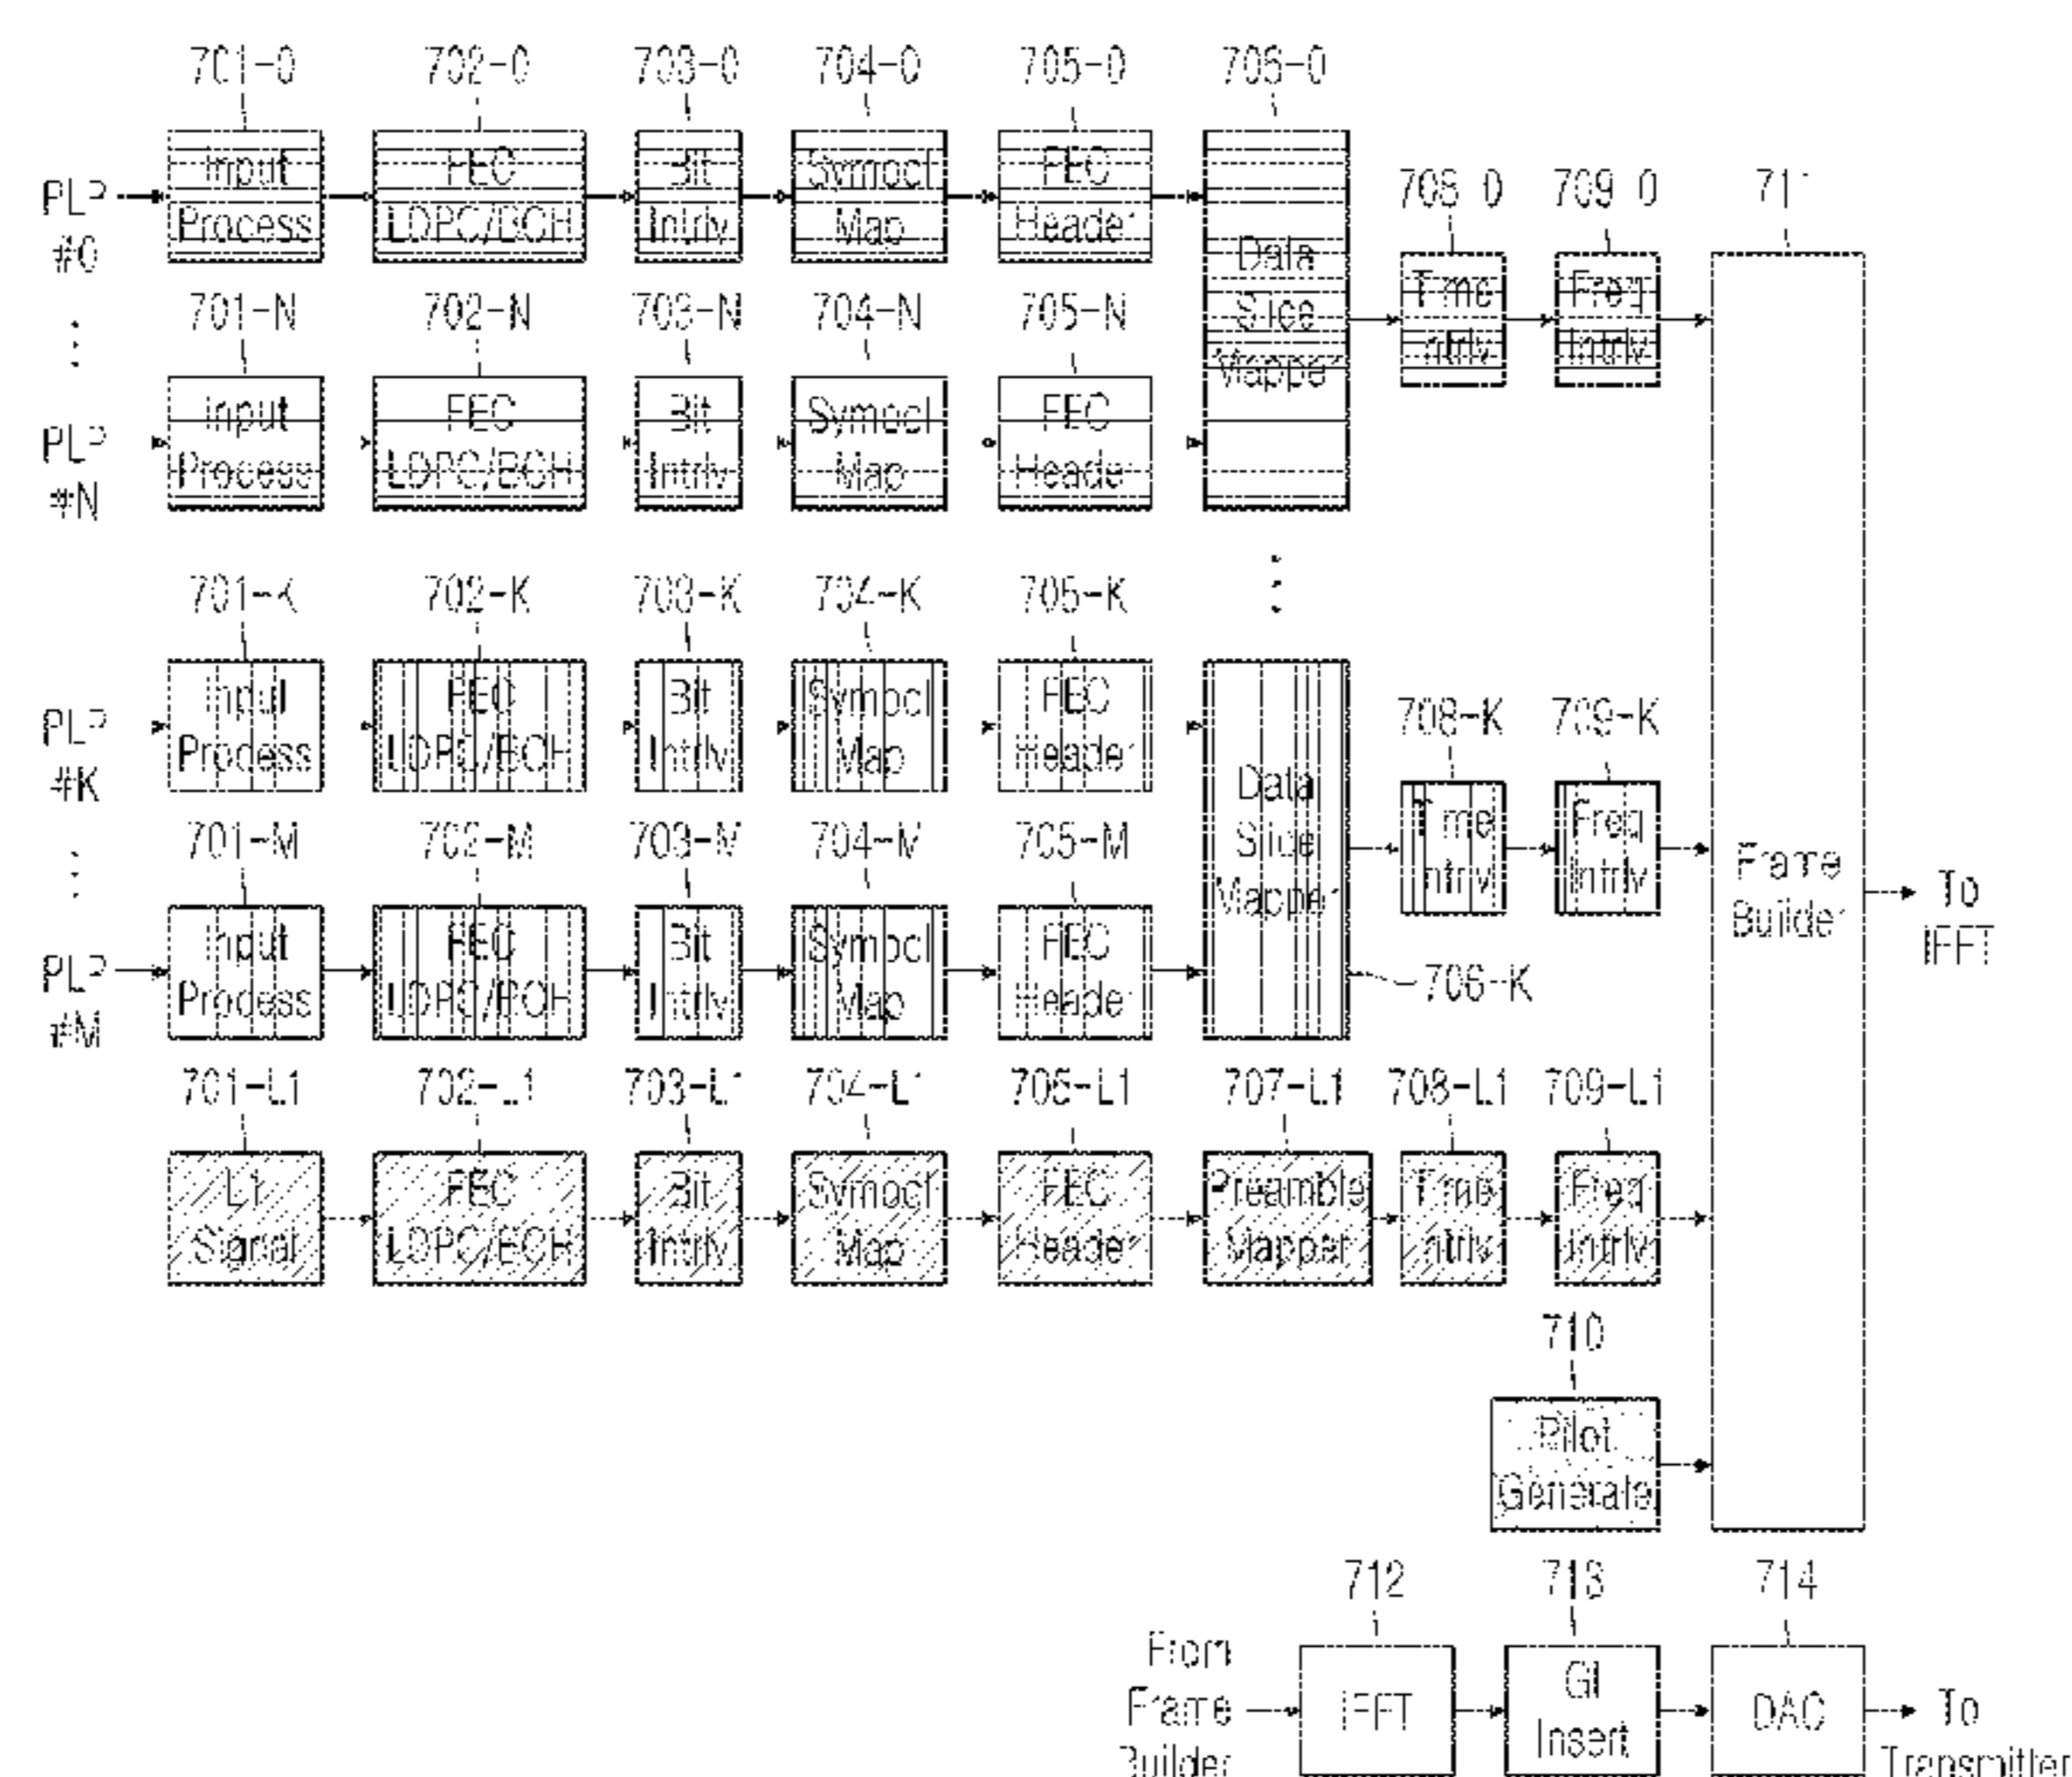 701-0 702-0 703-0 704-0 705-0 706-0
PLP #0
Input Process
FEC LDPC/BCH
Bit Intrlv
Symbol Map
FEC Header
Data Slice Mapper
708-0 709-0 711
Time Intrlv
Freq Intrlv
701-N 702-N 703-N 704-N 705-N
PLP #N
Input Process
FEC LDPC/BCH
Bit Intrlv
Symbol Map
FEC Header
701-K 702-K 703-K 704-K 705-K
PLP #K
Input Process
FEC LDPC/BCH
Bit Intrlv
Symbol Map
FEC Header
Data Slice Mapper
708-K 709-K
Time Intrlv
Freq Intrlv
Frame Builder
To IFFT
701-M 702-M 703-M 704-M 705-M
PLP #M
Input Process
FEC LDPC/BCH
Bit Intrlv
Symbol Map
FEC Header
706-K
701-L1 702-L1 703-L1 704-L1 705-L1 707-L1 708-L1 709-L1
L1 Signal
FEC LDPC/BCH
Bit Intrlv
Symbol Map
FEC Header
Preamble Mapper
Time Intrlv
Freq Intrlv
710
Pilot Generate
712 713 714
From Frame Builder
IFFT
GI Insert
DAC
To Transmitter